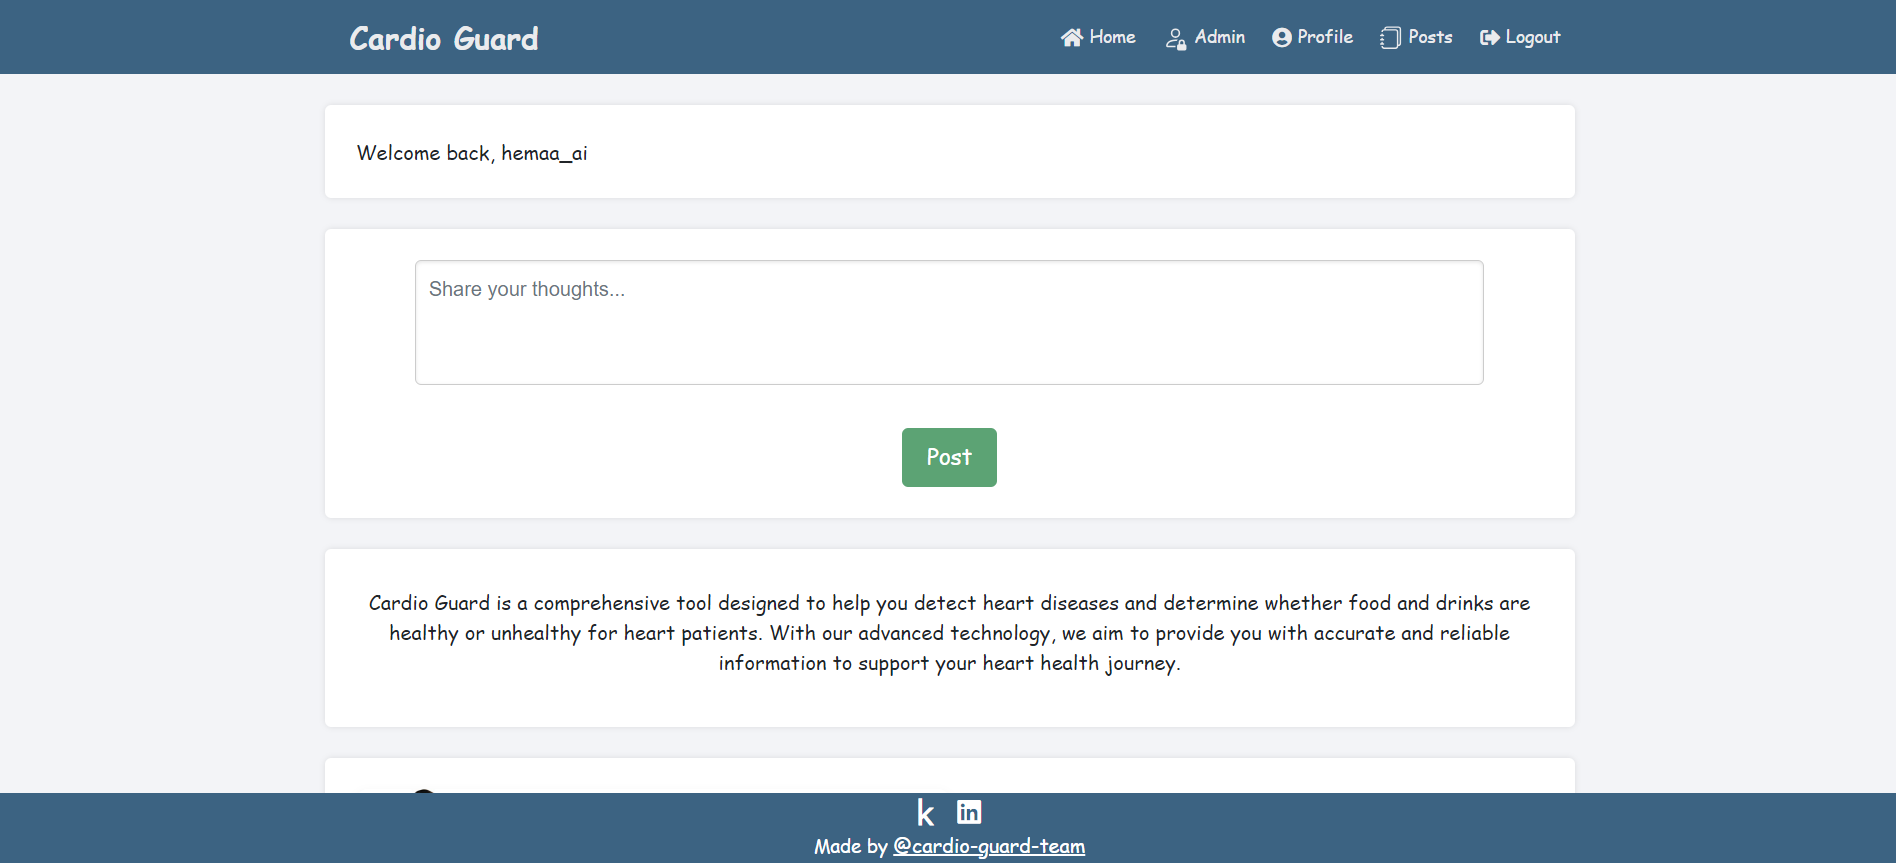 Cardio Guard
Home Admin Profile Posts Logout
Welcome back, hemaa_ai
Share your thoughts...
Post
Cardio Guard is a comprehensive tool designed to help you detect heart diseases and determine whether food and drinks are
healthy or unhealthy for heart patients. With our advanced technology, we aim to provide you with accurate and reliable
information to support your heart health journey.
k in
Made by @cardio-guard-team